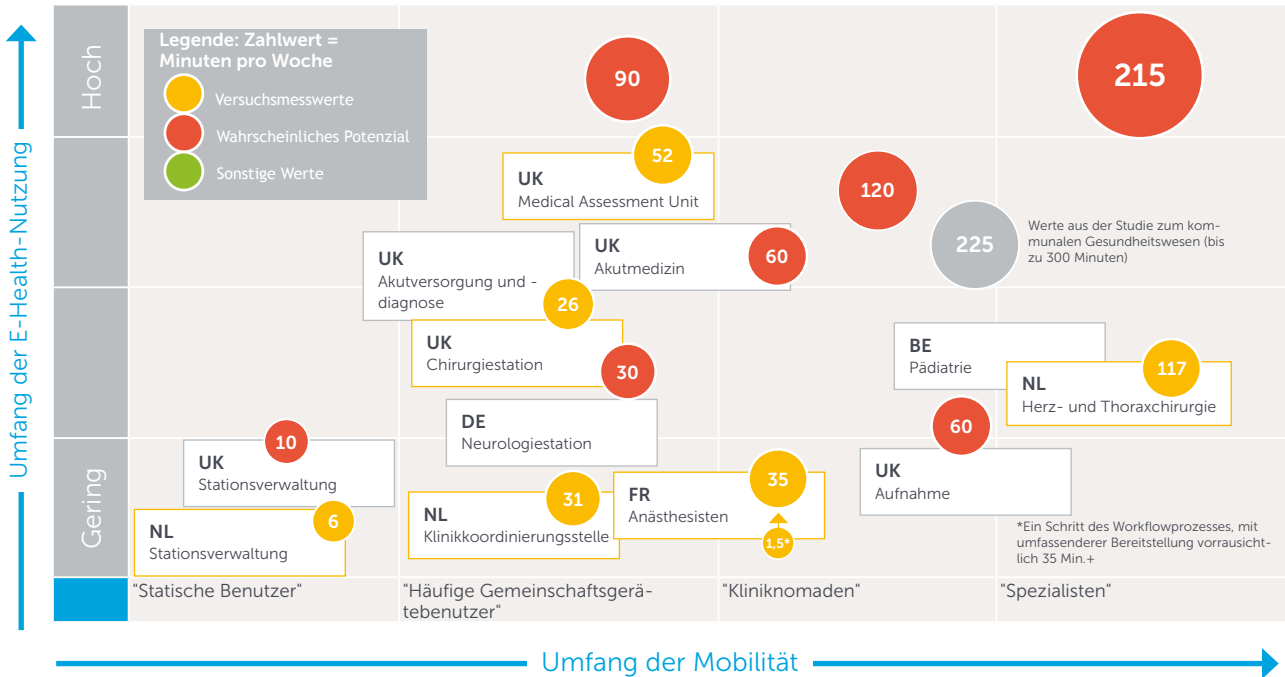 Umfang der E-Health-Nutzung
Hoch
Gering
Legende: Zahlwert =
Minuten pro Woche
Versuchsmesswerte
Wahrscheinliches Potenzial
Sonstige Werte
90
215
52
UK
Medical Assessment Unit
120
225
Werte aus der Studie zum kom-
munalen Gesundheitswesen (bis
zu 300 Minuten)
UK
Akutmedizin
60
UK
Akutversorgung und -
diagnose
26
UK
Chirurgiestation
30
BE
Pädiatrie
117
NL
Herz- und Thoraxchirurgie
DE
Neurologiestation
10
UK
Stationsverwaltung
60
UK
Aufnahme
6
NL
Stationsverwaltung
31
NL
Klinikkoordinierungsstelle
35
FR
Anästhesisten
1,5*
*Ein Schritt des Workflowprozesses, mit
umfassenderer Bereitstellung vorrausicht-
lich 35 Min.+
"Statische Benutzer"
"Häufige Gemeinschaftsgerä-
tebenutzer"
"Kliniknomaden"
"Spezialisten"
Umfang der Mobilität